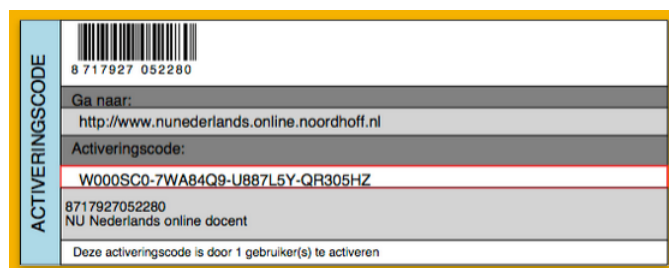 ACTIVERINGSCODE
8 717927 052280
Ga naar:
http://www.nunederlands.online.noordhoff.nl
Activeringscode:
W000SC0-7WA84Q9-U887L5Y-QR305HZ
8717927052280
NU Nederlands online docent
Deze activeringscode is door 1 gebruiker(s) te activeren